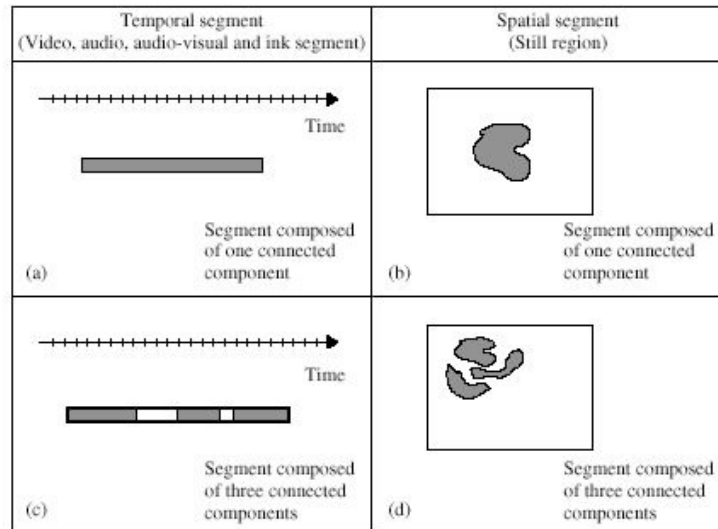 Temporal segment
(Video, audio, audio-visual and ink segment)
Spatial segment
(Still region)
Time
Segment composed
of one connected
component
(a)
Segment composed
of one connected
component
(b)
Time
Segment composed
of three connected
components
(c)
Segment composed
of three connected
components
(d)